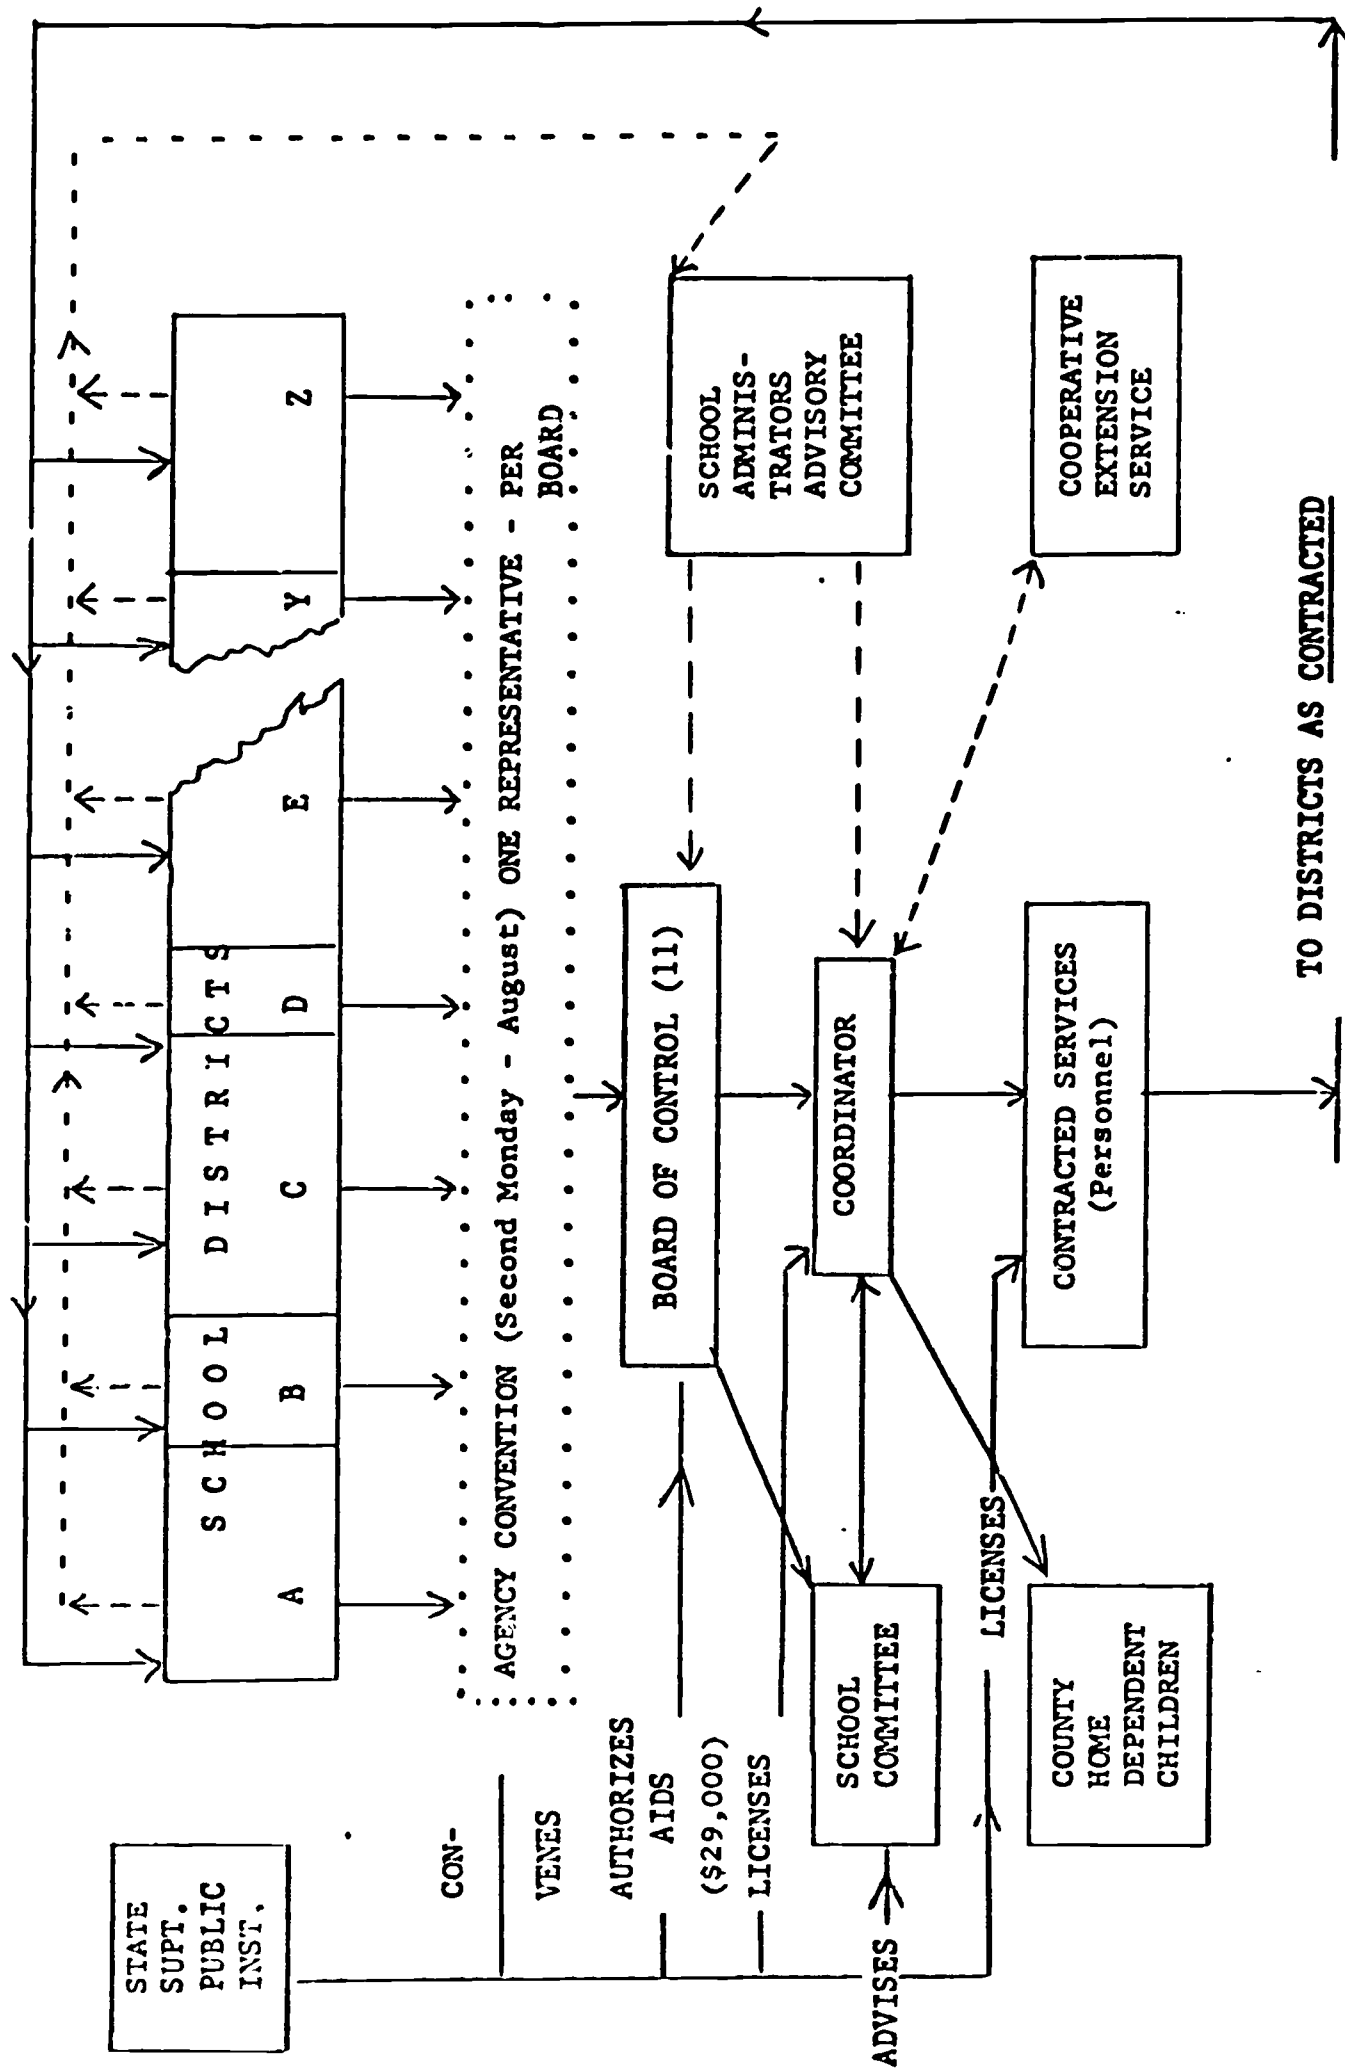 STATE
SUPT.
PUBLIC
INST.
SCHOOL DISTRICTS
A B C D E Y Z
CON-
VENES
AGENCY CONVENTION (Second Monday - August) ONE REPRESENTATIVE - PER
BOARD
AUTHORIZES
AIDS
($29,000)
LICENSES
BOARD OF CONTROL (11)
SCHOOL
ADMINIS-
TRATORS
ADVISORY
COMMITTEE
ADVISES
SCHOOL
COMMITTEE
COORDINATOR
LICENSES
COUNTY
HOME
DEPENDENT
CHILDREN
CONTRACTED SERVICES
(Personnel)
COOPERATIVE
EXTENSION
SERVICE
TO DISTRICTS AS CONTRACTED